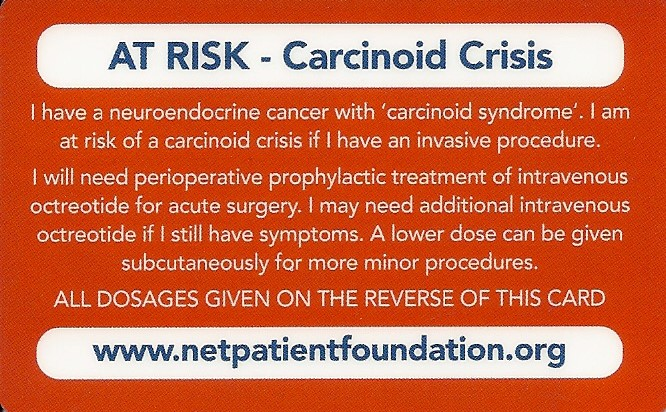 AT RISK - Carcinoid Crisis
I have a neuroendocrine cancer with ‘carcinoid syndrome’. I am
at risk of a carcinoid crisis if I have an invasive procedure.
I will need perioperative prophylactic treatment of intravenous
octreotide for acute surgery. I may need additional intravenous
octreotide if I still have symptoms. A lower dose can be given
subcutaneously for more minor procedures.
ALL DOSAGES GIVEN ON THE REVERSE OF THIS CARD
www.netpatientfoundation.org